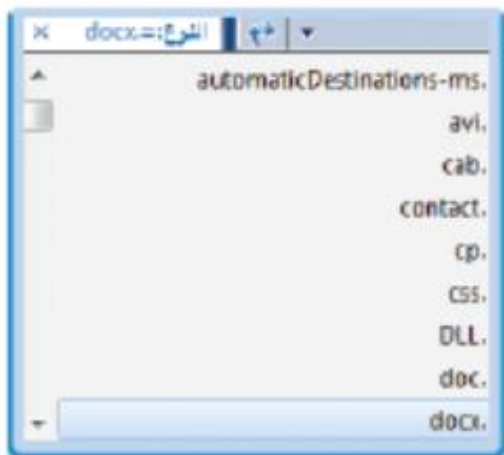 النوع:=.docx
.automaticDestinations-ms
.avi
.cab
.contact
.cp
.css
.DLL
.doc
.docx